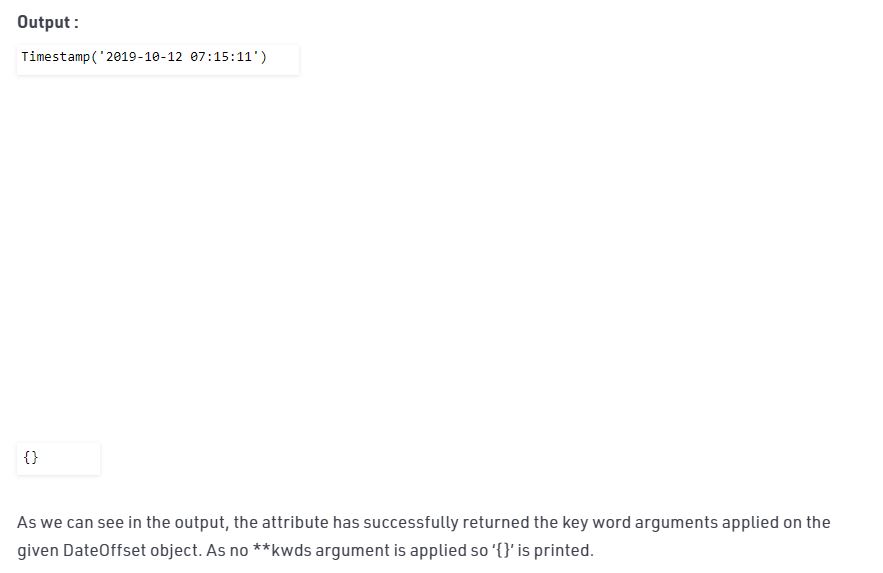 Output :
Timestamp('2019-10-12 07:15:11')
{}
As we can see in the output, the attribute has successfully returned the key word arguments applied on the
given DateOffset object. As no **kwds argument is applied so ‘{}’ is printed.